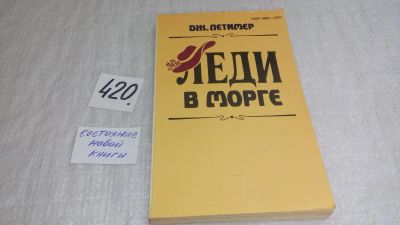 ДЖ. ЛЕТИМЕР
ЛЕДИ
В МОРГЕ
420.
состояние
новой
книги